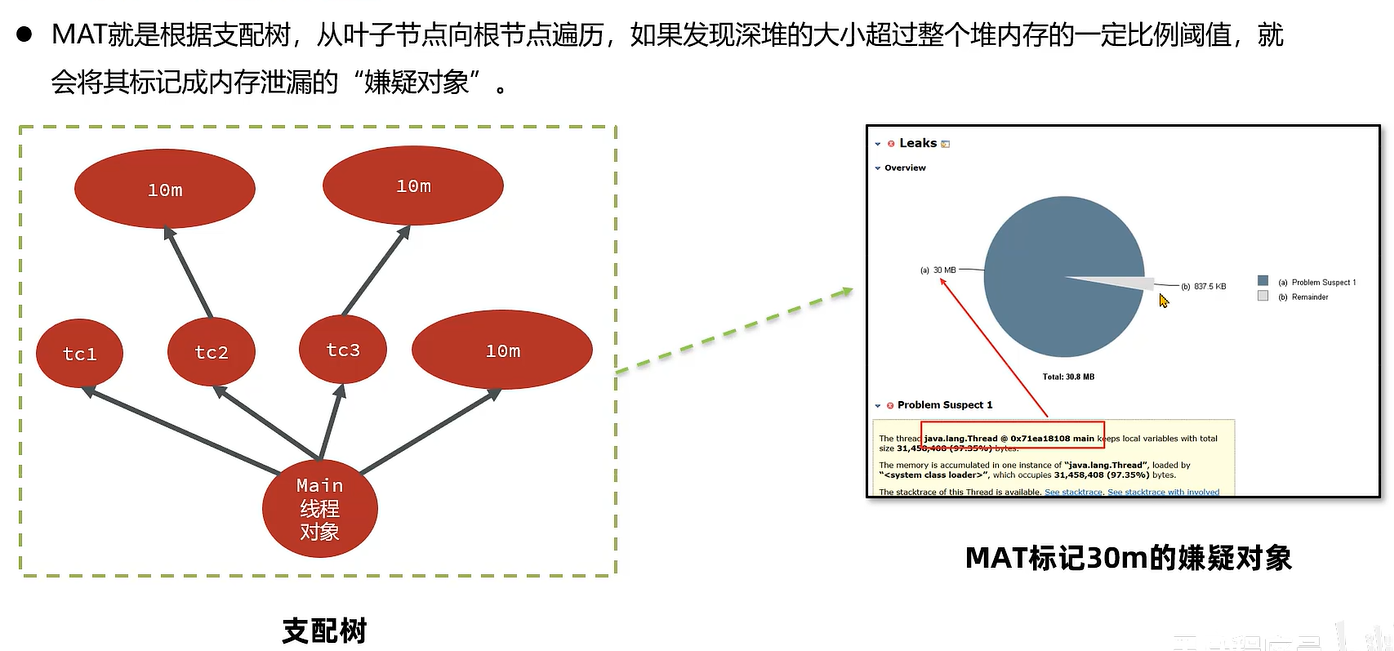 MAT就是根据支配树，从叶子节点向根节点遍历，如果发现深堆的大小超过整个堆内存的一定比例阈值，就
会将其标记成内存泄漏的“嫌疑对象”。
10m
10m
tc1
tc2
tc3
10m
Main
线程
对象
支配树
Leaks
Overview
(a) 30 MB
(b) 837.5 KB
(a) Problem Suspect 1
(b) Remainder
Total: 30.8 MB
Problem Suspect 1
The thread java.lang.Thread @ 0x71ea18108 main keeps local variables with total
size 31,458,408 (97.35%) bytes.
The memory is accumulated in one instance of “java.lang.Thread”, loaded by
“<system class loader>”, which occupies 31,458,408 (97.35%) bytes.
The stacktrace of this Thread is available. See stacktrace. See stacktrace with involved
MAT标记30m的嫌疑对象